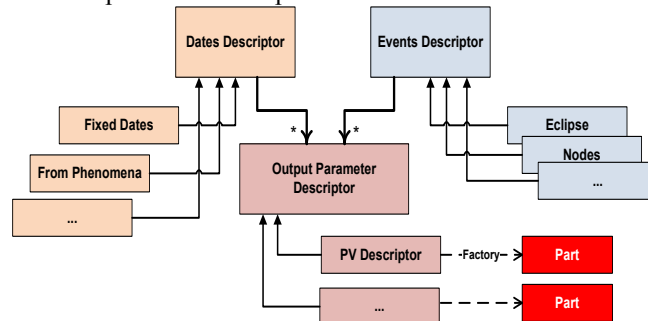 Dates Descriptor
Events Descriptor
Fixed Dates
Eclipse
*
*
Nodes
From Phenomena
Output Parameter
Descriptor
...
...
PV Descriptor
-Factory
Part
...
Part